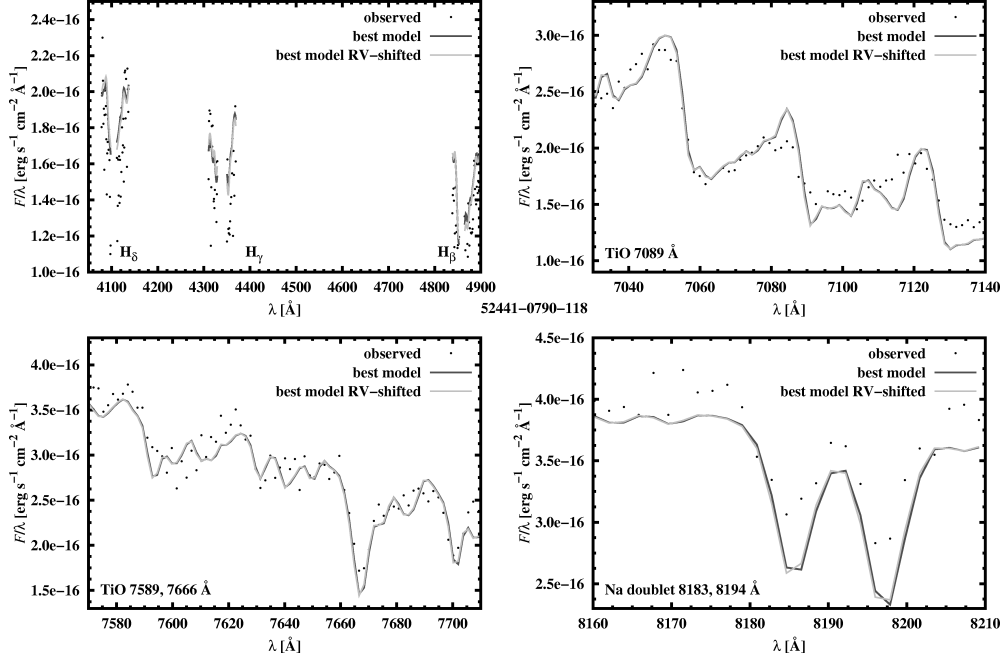 2.4e−16
2.2e−16
2.0e−16
1.8e−16
1.6e−16
1.4e−16
1.2e−16
1.0e−16
F/λ [erg s−1 cm−2 Å−1]
observed
best model
best model RV−shifted
Hδ
Hγ
Hβ
4100 4200 4300 4400 4500 4600 4700 4800 4900
λ [Å]
3.0e−16
2.5e−16
2.0e−16
1.5e−16
1.0e−16
F/λ [erg s−1 cm−2 Å−1]
observed
best model
best model RV−shifted
TiO 7089 Å
7040 7060 7080 7100 7120 7140
λ [Å]
52441−0790−118
4.0e−16
3.5e−16
3.0e−16
2.5e−16
2.0e−16
1.5e−16
F/λ [erg s−1 cm−2 Å−1]
observed
best model
best model RV−shifted
TiO 7589, 7666 Å
7580 7600 7620 7640 7660 7680 7700
λ [Å]
4.5e−16
4.0e−16
3.5e−16
3.0e−16
2.5e−16
F/λ [erg s−1 cm−2 Å−1]
observed
best model
best model RV−shifted
Na doublet 8183, 8194 Å
8160 8170 8180 8190 8200 8210
λ [Å]